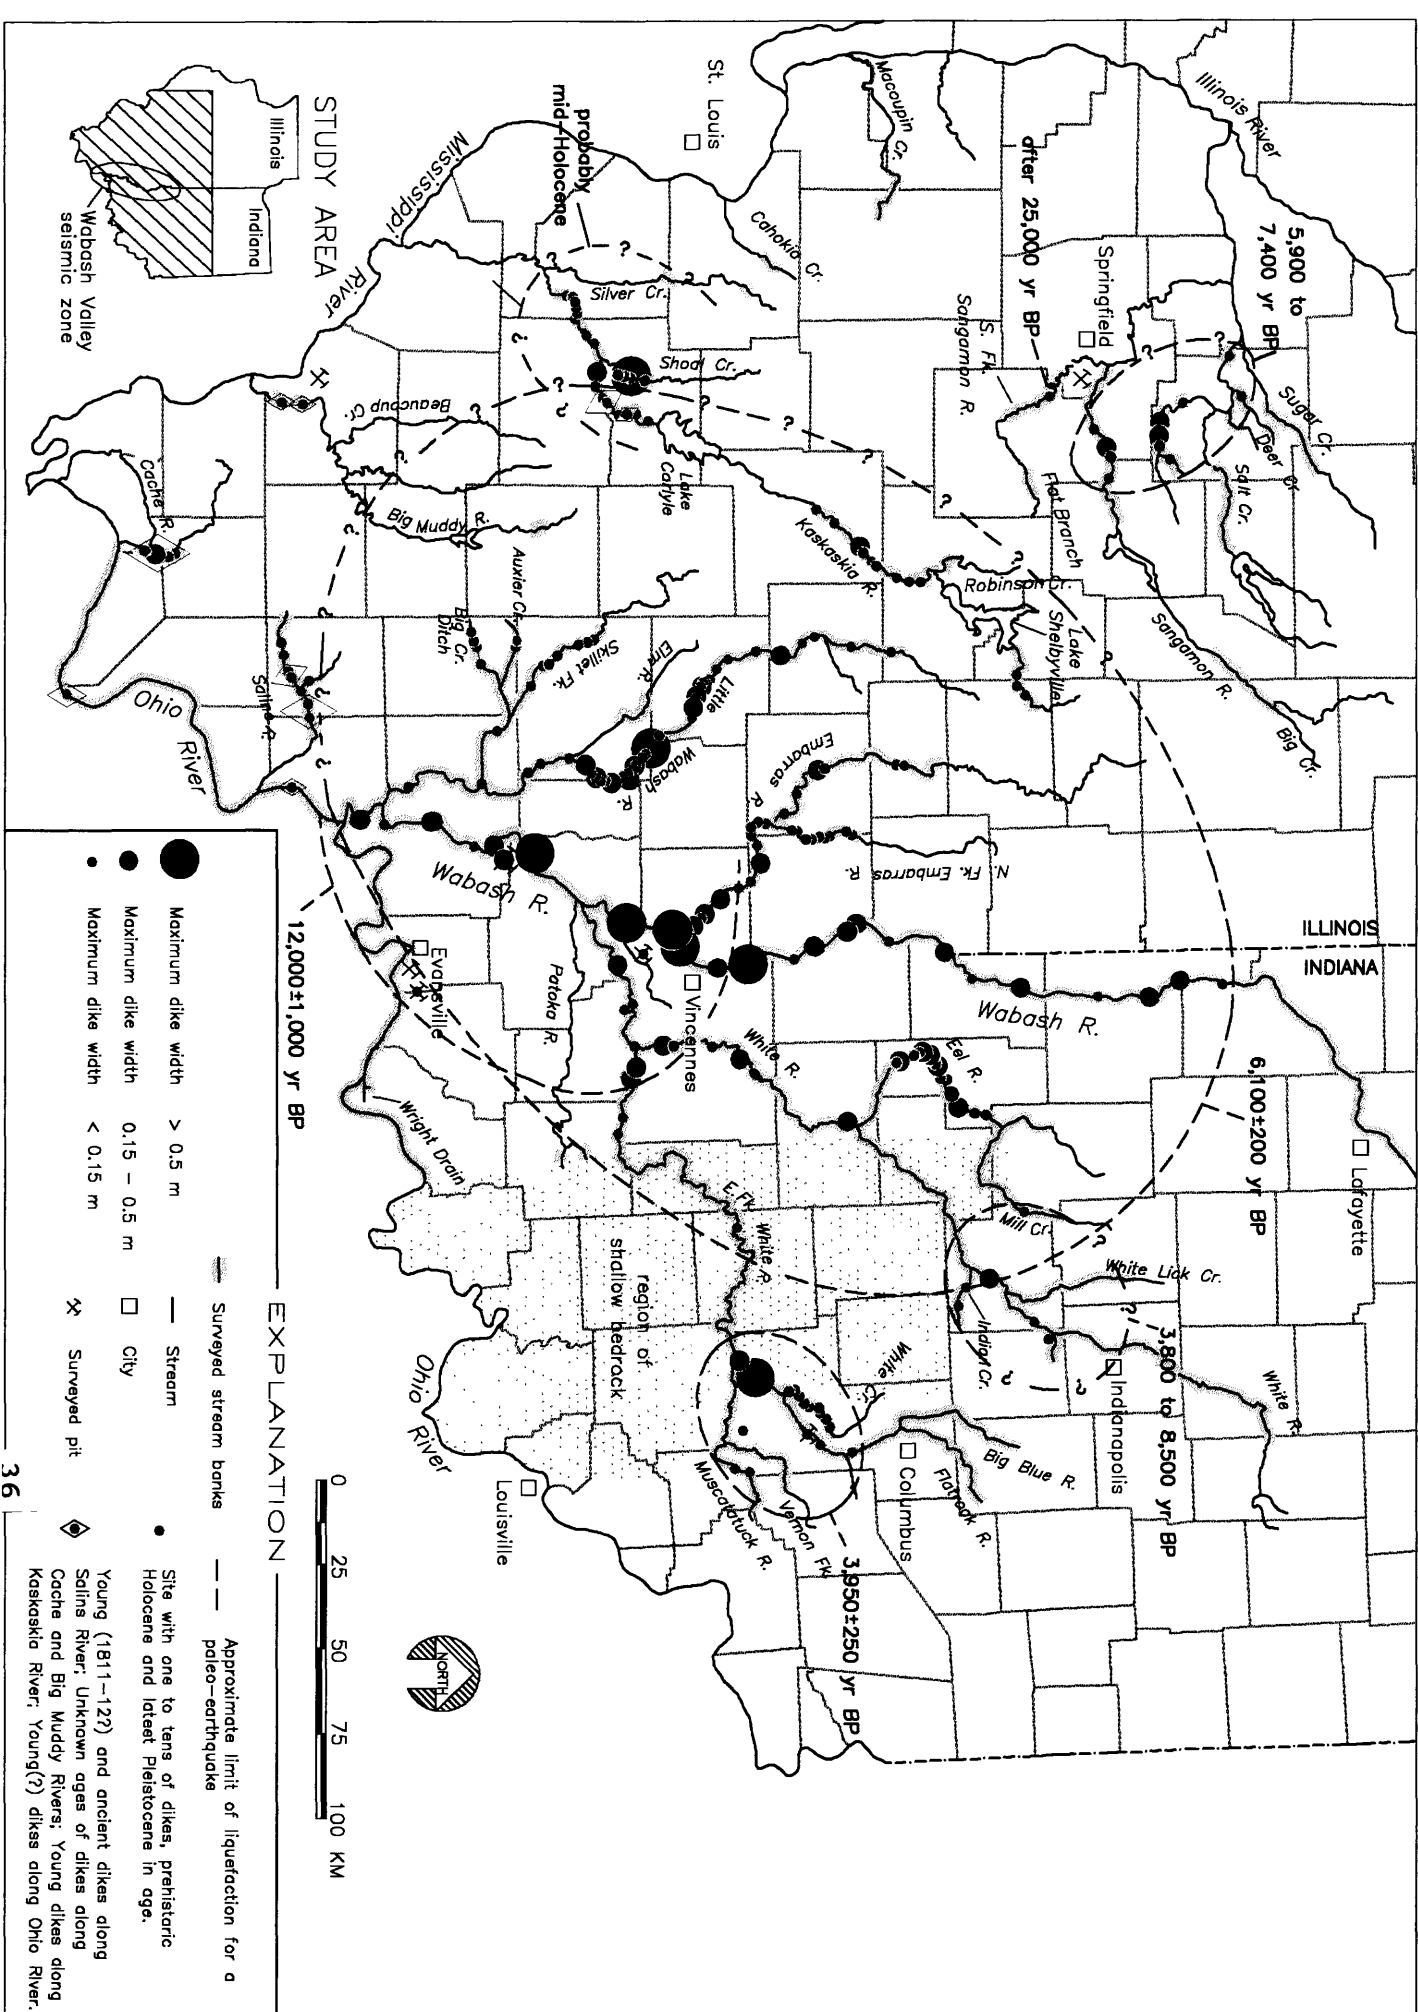 Illinois River
5,900 to
7,400 yr BP
Macoupin Cr.
after 25,000 yr BP
Springfield
S. Fk.
Sangamon R.
Sugar Cr.
Deer Cr.
Salt Cr.
Flat Branch
St. Louis
Cahokia Cr.
probably
mid-Holocene
Silver Cr.
Shoal Cr.
Mississippi
River
Beaucoup Cr.
Lake
Carlyle
Kaskaskia R.
Robinson Cr.
Lake
Shelbyville
Sangamon R.
Big Cr.
Cache R.
Big Muddy R.
Auxier Cr.
Big Cr.
Ditch
Skillet Fk.
Elm R.
Little
Wabash
R.
Embarras
R.
N. Fk. Embarras R.
Saline R.
Ohio
River
Wabash R.
ILLINOIS
INDIANA
Wabash R.
Lafayette
6,100±200 yr BP
Vincennes
White R.
Eel R.
Mill Cr.
White Lick Cr.
Indian Cr.
3,800 to 8,500 yr BP
Indianapolis
White R.
12,000±1,000 yr BP
Evansville
Patoka R.
Wright Drain
E. Fk. White R.
region of
shallow bedrack
White
Cr.
Big Blue R.
Flatrock R.
Columbus
Vernon Fk.
Muscatatuck R.
3,950±250 yr BP
Ohio River
Louisville
STUDY AREA
Illinois
Indiana
Wabash Valley
seismic zone
0 25 50 75 100 KM
NORTH
EXPLANATION
Maximum dike width > 0.5 m
Maximum dike width 0.15 - 0.5 m
Maximum dike width < 0.15 m
Surveyed stream banks
Stream
City
Surveyed pit
Approximate limit of liquefaction for a
paleo-earthquake
Site with one to tens of dikes, prehistaric
Holocene and lateet Pleistocene in age.
Young (1811-12?) and ancient dikes along
Salins River; Unknawn ages of dikes along
Cache and Big Muddy Rivers; Young dikes along
Kaskaskia River; Young(?) dikss along Ohio River.
36